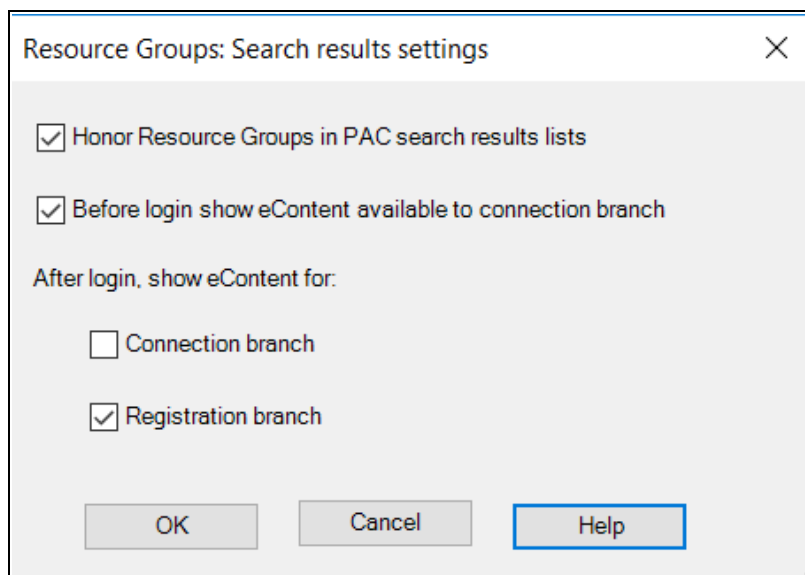 Resource Groups: Search results settings
Honor Resource Groups in PAC search results lists
Before login show eContent available to connection branch
After login, show eContent for:
Connection branch
Registration branch
OK Cancel Help